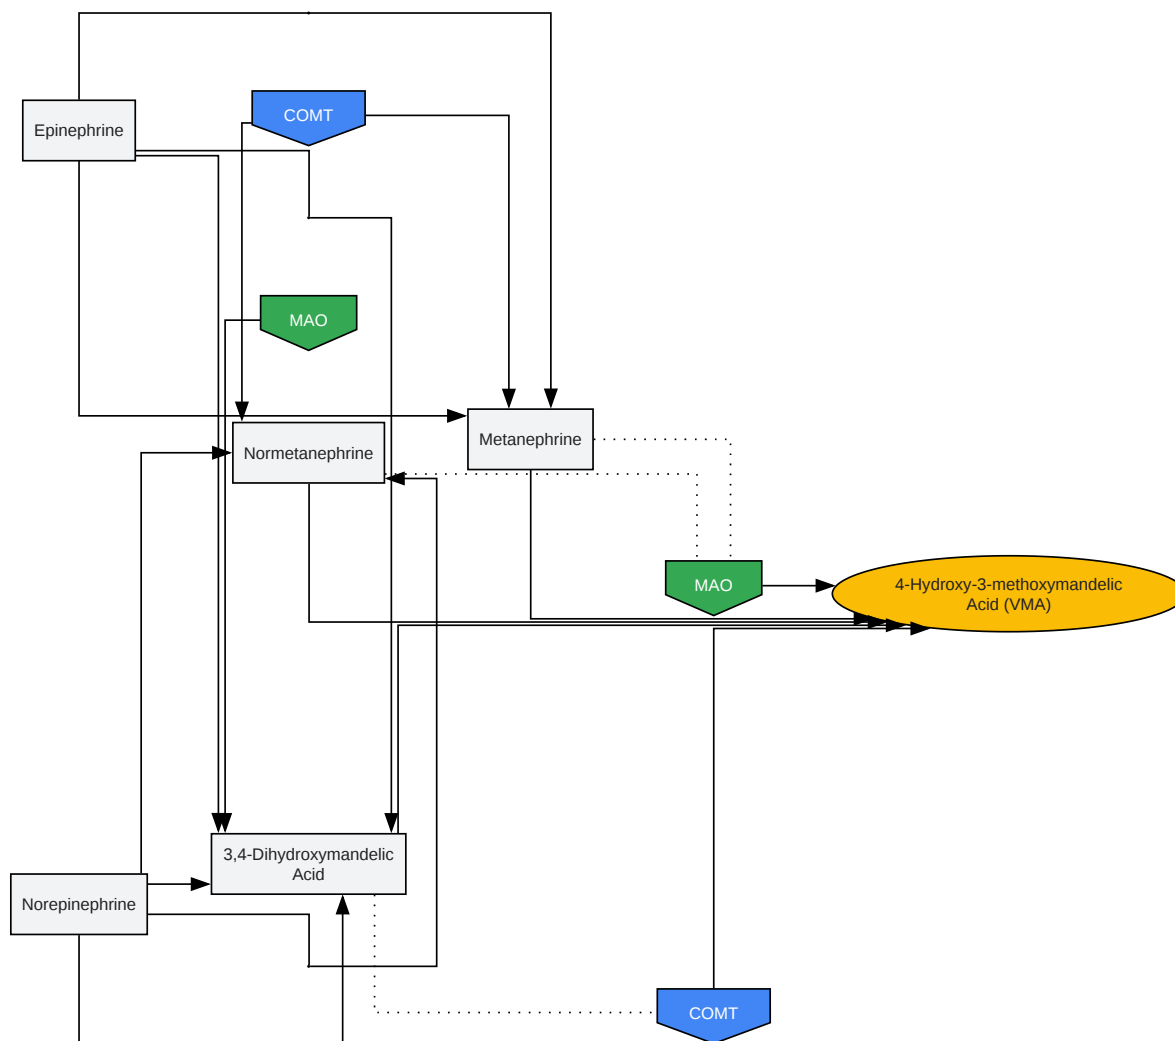 COMT
Epinephrine
MAO
Metanephrine
Normetanephrine
MAO
4-Hydroxy-3-methoxymandelic
Acid (VMA)
3,4-Dihydroxymandelic
Acid
Norepinephrine
COMT